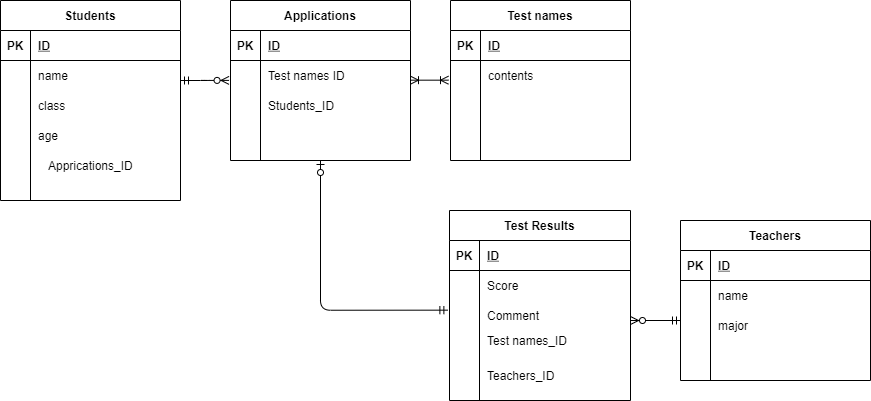 Students
PK ID
name
class
age
Apprications_ID
Applications
PK ID
Test names ID
Students_ID
Test names
PK ID
contents
Test Results
PK ID
Score
Comment
Test names_ID
Teachers_ID
Teachers
PK ID
name
major